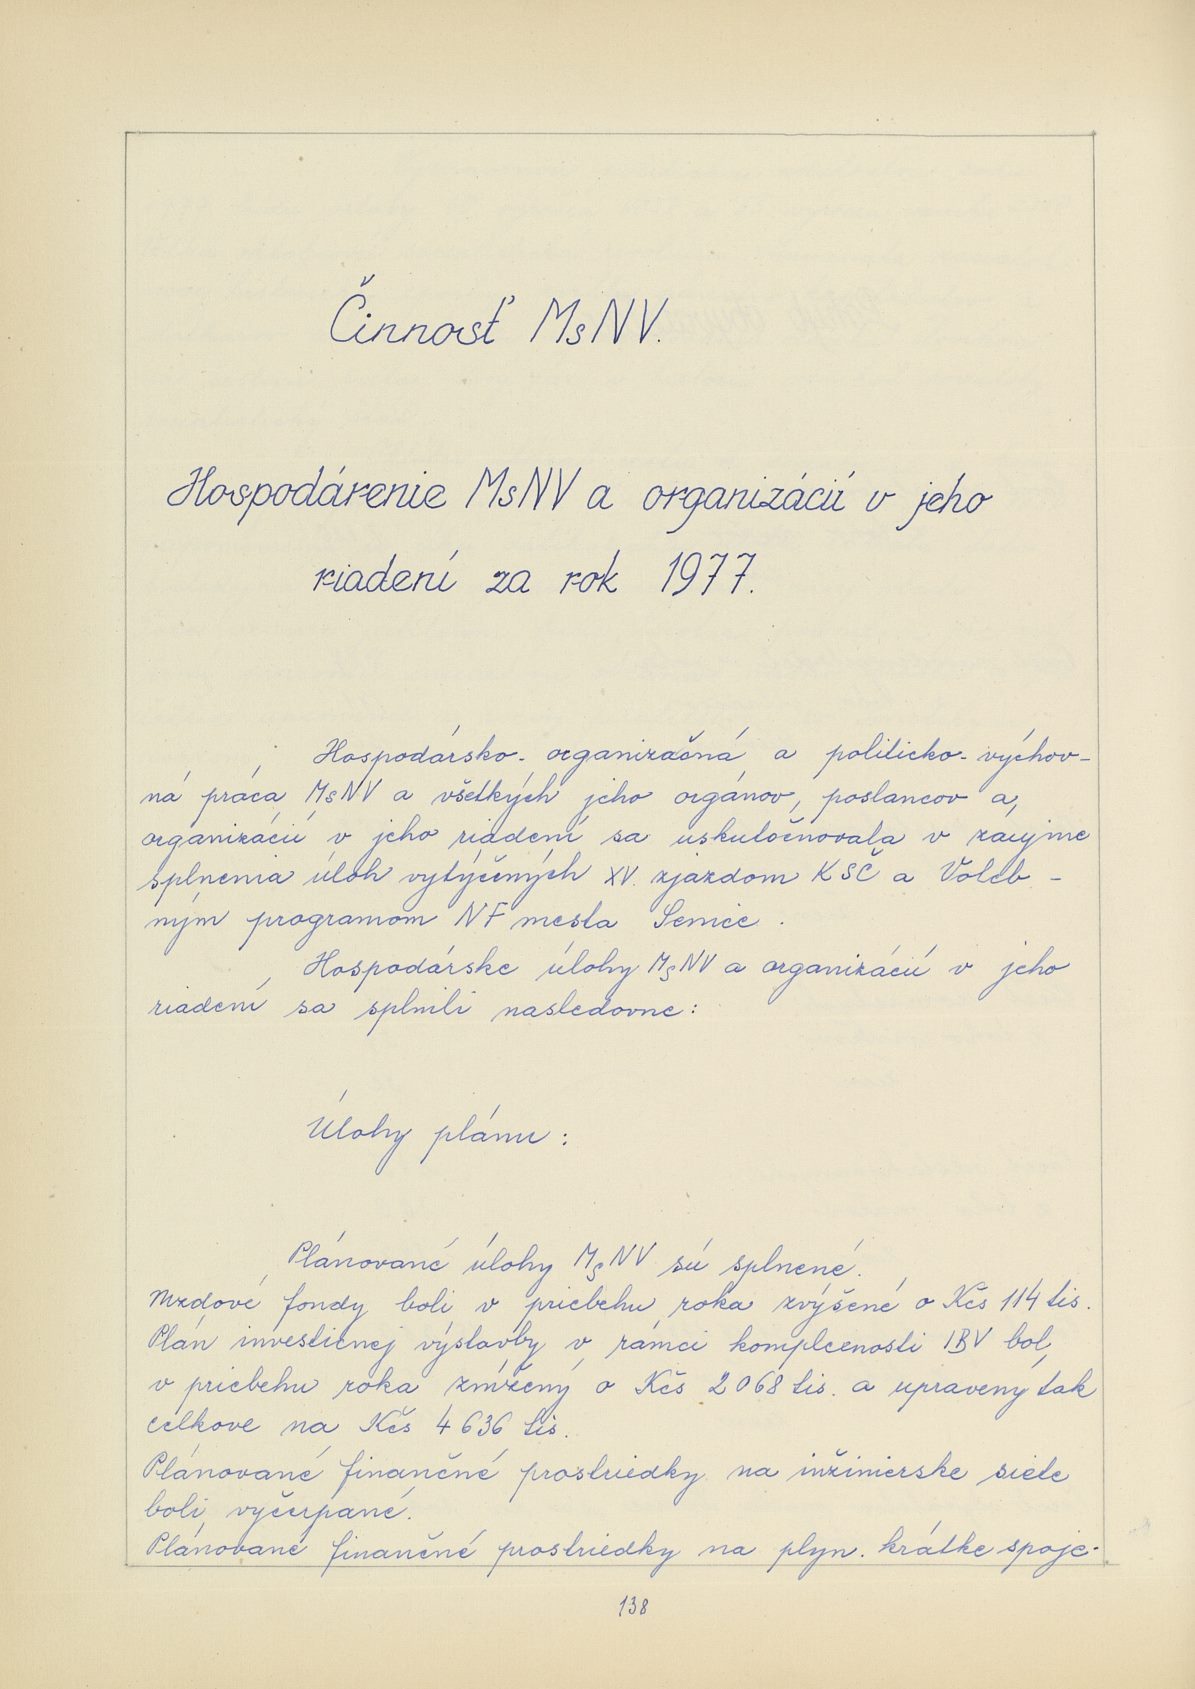 Činnosť MsNV.
Hospodárenie MsNV a organizácií v jeho
riadení za rok 1977.
Hospodársko-organizačná a politicko-výchov-
ná práca MsNV a všetkých jeho orgánov, poslancov a
organizácií v jeho riadení sa uskutočnovala v záujme
splnenia úloh vytýčených XV. zjazdom KSČ a Voleb-
ným programom NF mesta Senice.
Hospodárske úlohy MsNV a organizácií v jeho
riadení sa splnili nasledovne:
Úlohy plánu:
Plánované úlohy MsNV sú splnené.
Mzdové fondy boli v priebehu roka zvýšené o Kčs 114 tis.
Plán investičnej výstavby v rámci komplcenosti IBV bol
v priebehu roka znížený o Kčs 2 068 tis. a upravený tak
celkove na Kčs 4 636 tis.
Plánované finančné prostriedky na inžinierske siete
boli vyčerpané.
Plánované finančné prostriedky na plyn. krátke spoje-
138